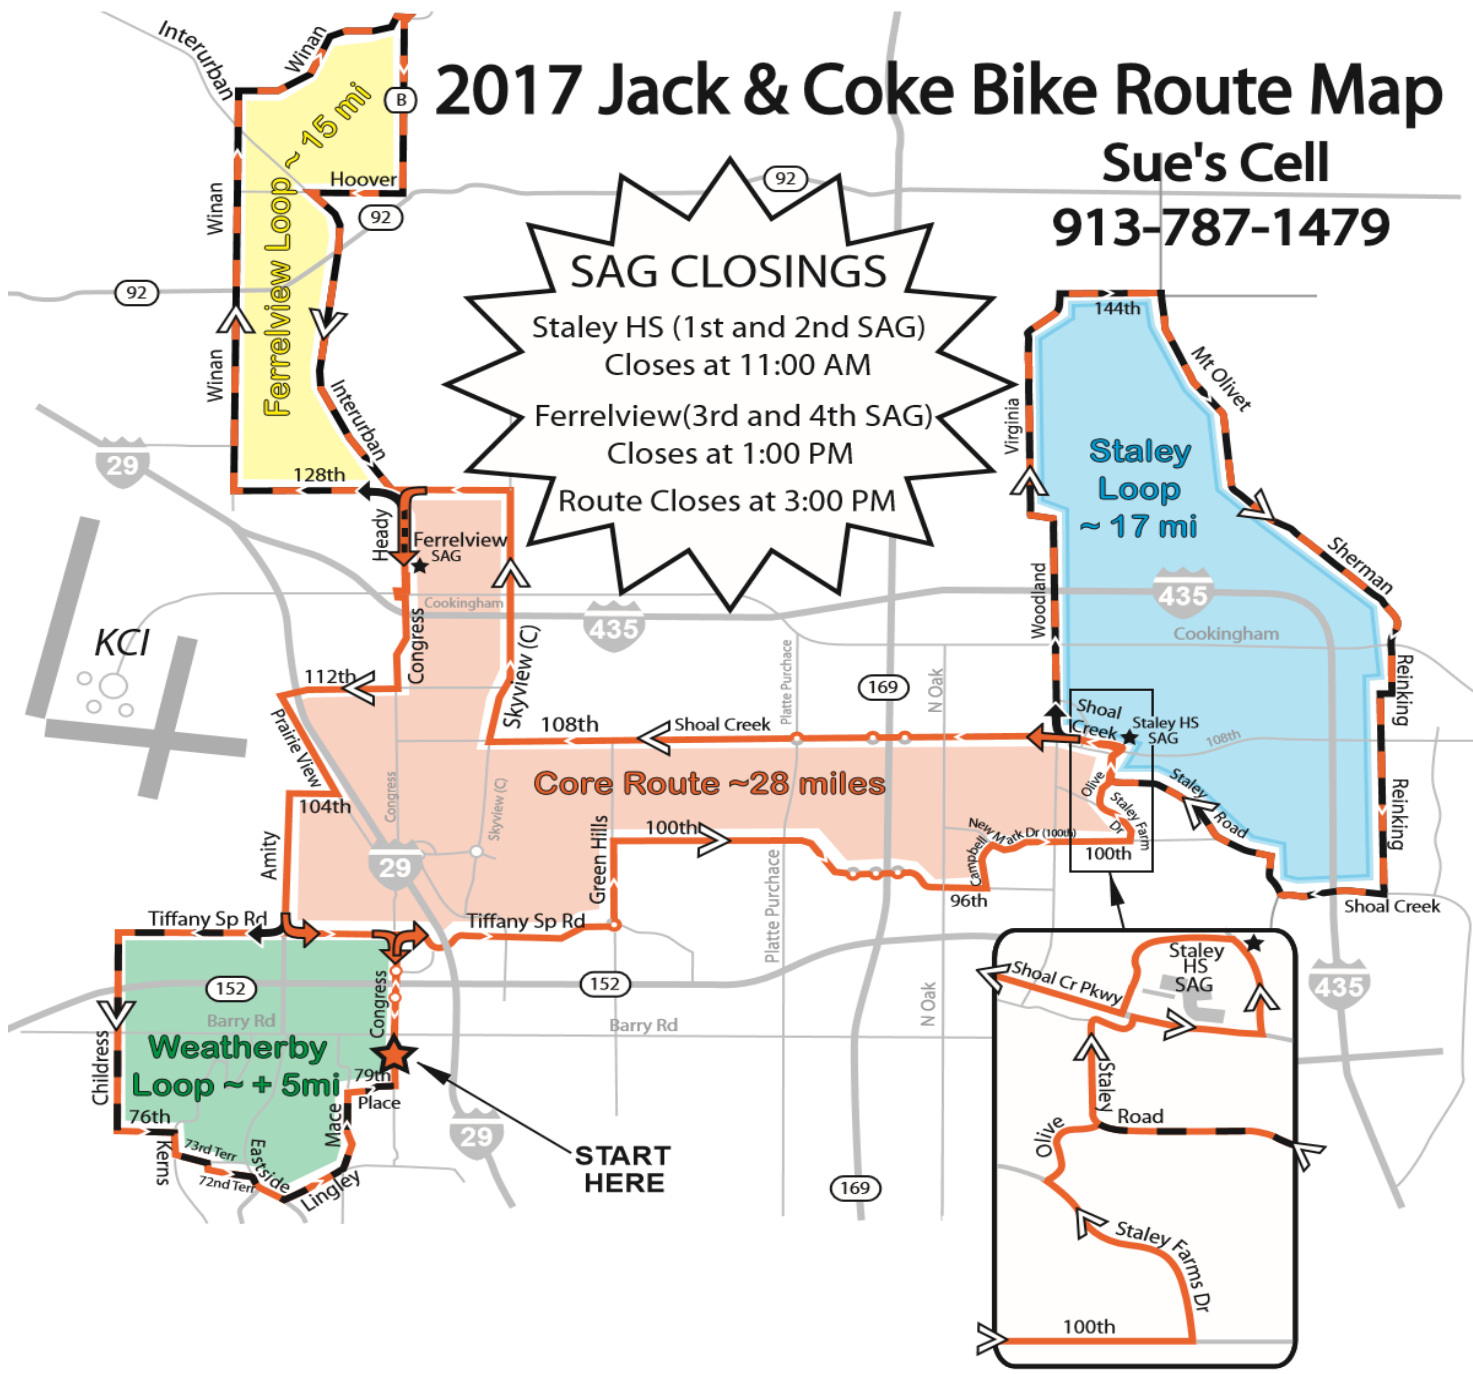 2017 Jack & Coke Bike Route Map
Sue's Cell
913-787-1479
SAG CLOSINGS
Staley HS (1st and 2nd SAG)
Closes at 11:00 AM
Ferrelview(3rd and 4th SAG)
Closes at 1:00 PM
Route Closes at 3:00 PM
Interurban
Winan
B
Ferrelview Loop ~ 15 mi
Hoover
92
92
92
Winan
Winan
Interurban
128th
29
Heady
Ferrelview
SAG
Cookingham
435
KCI
Congress
112th
Skyview (C)
Prairie View
104th
Congress
Skyview (C)
108th
Shoal Creek
Platte Purchace
169
N Oak
Core Route ~28 miles
144th
Mt Olivet
Virginia
Staley
Loop
~ 17 mi
Sherman
435
Woodland
Cookingham
Reinking
Shoal
Creek
Staley HS
SAG
108th
Olive
Staley
Road
Staley Farm
Dr
New Mark Dr (100th)
Campbell
100th
96th
Reinking
Shoal Creek
Amity
29
Green Hills
100th
Platte Purchace
Tiffany Sp Rd
Tiffany Sp Rd
152
152
Barry Rd
Barry Rd
Congress
N Oak
435
Weatherby
Loop ~ + 5mi
Childress
76th
Kerns
73rd Terr
72nd Terr
Eastside
Lingley
Mace
79th
Place
START
HERE
29
169
Staley
HS
SAG
Shoal Cr Pkwy
Staley
Road
Olive
Staley Farms Dr
100th